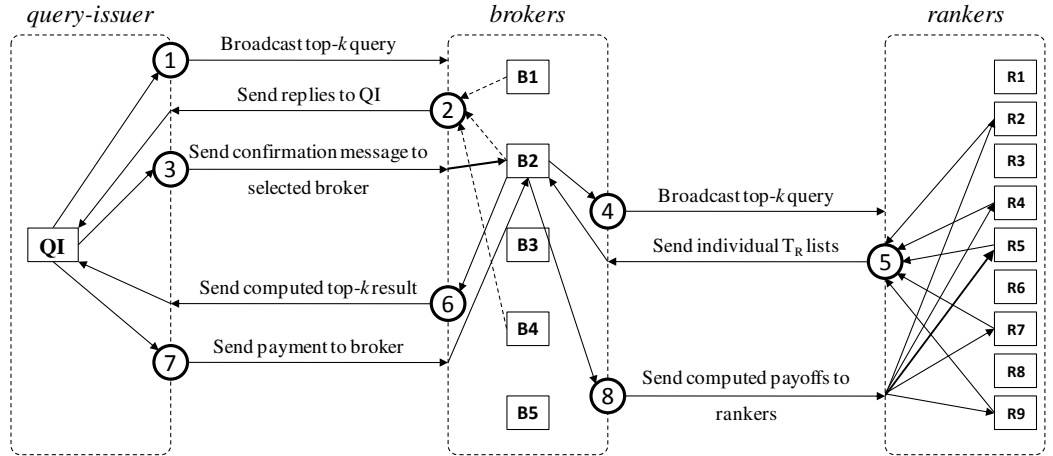 query-issuer
brokers
rankers
1
Broadcast top-k query
B1
R1
Send replies to QI
2
R2
3
Send confirmation message to
selected broker
B2
R3
4
Broadcast top-k query
R4
QI
B3
Send individual TR lists
5
R5
Send computed top-k result
6
R6
7
Send payment to broker
B4
R7
8
Send computed payoffs to
rankers
R8
B5
R9